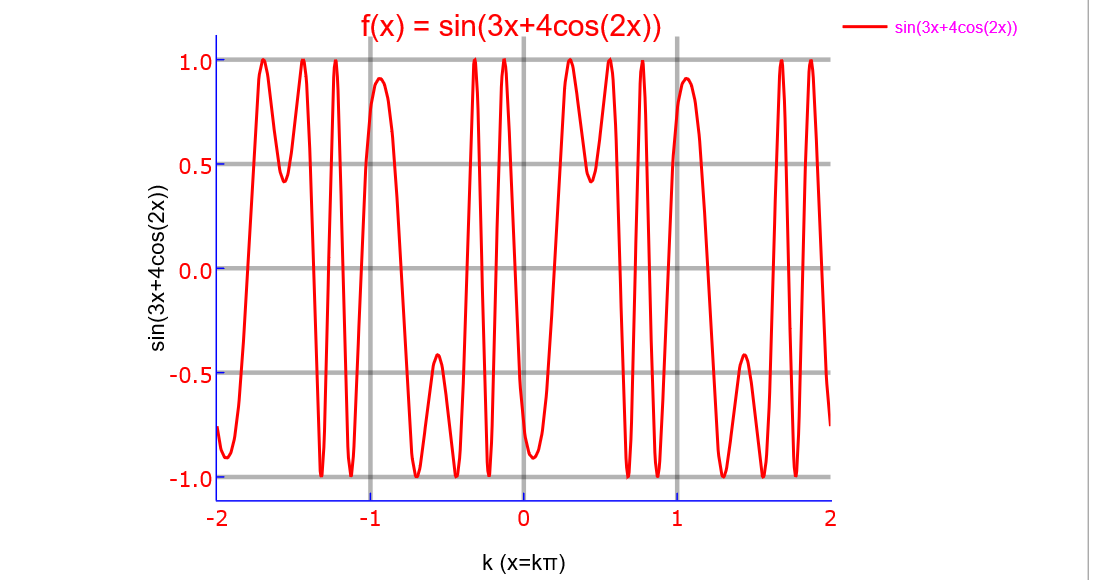 f(x) = sin(3x+4cos(2x))
sin(3x+4cos(2x))
sin(3x+4cos(2x))
1.0
0.5
0.0
-0.5
-1.0
-2 -1 0 1 2
k (x=kπ)